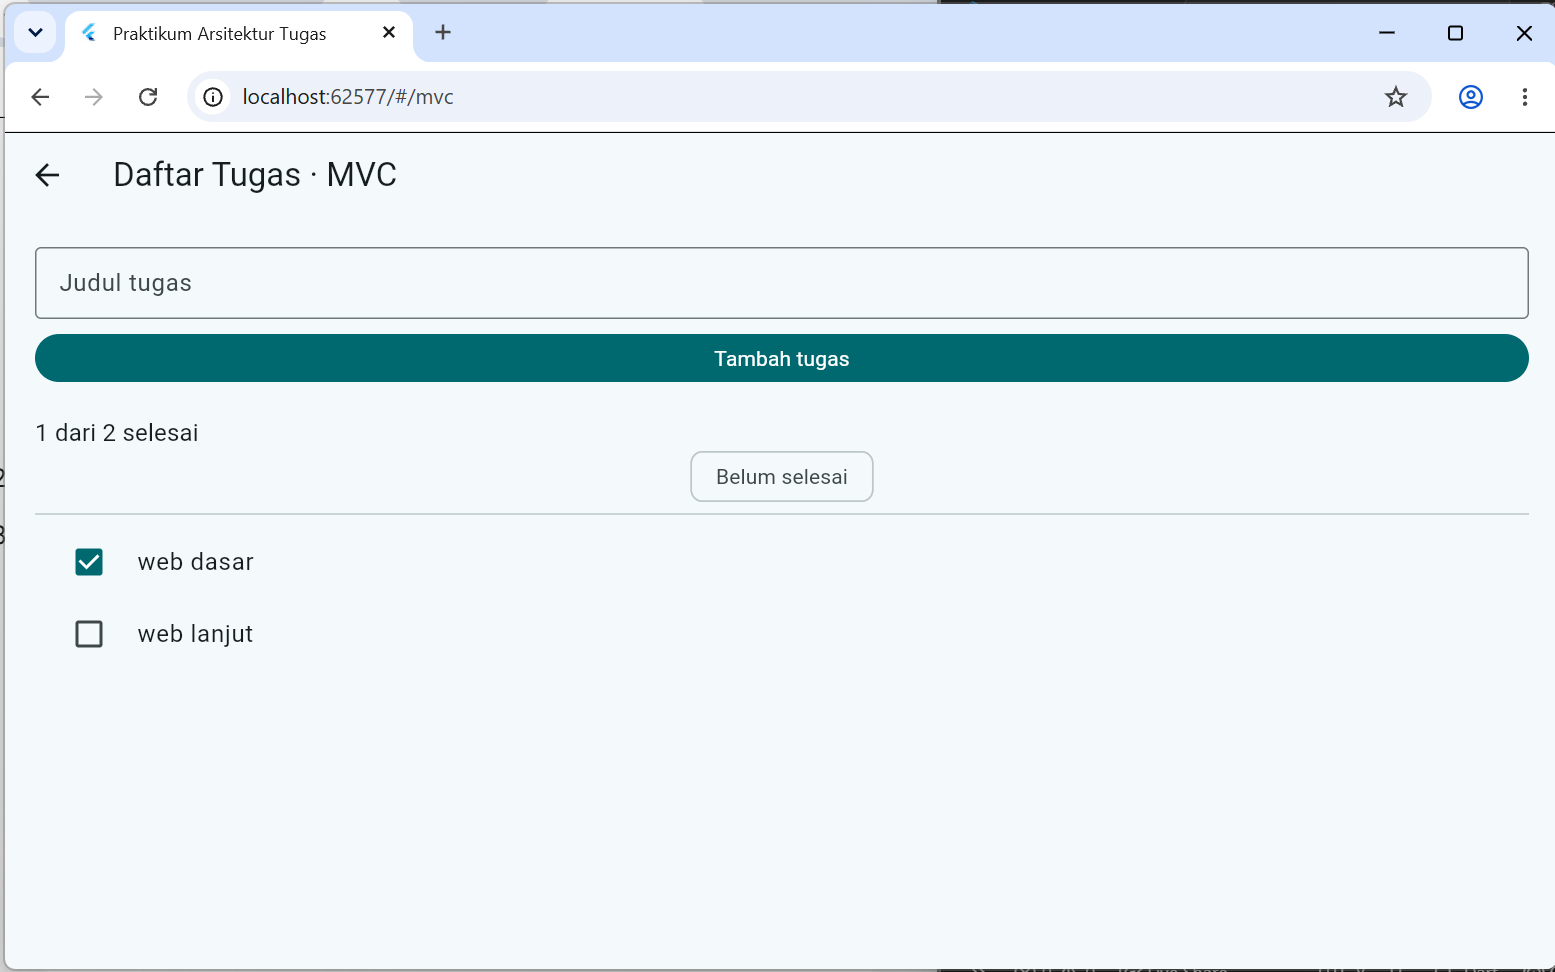 Praktikum Arsitektur Tugas
localhost:62577/#/mvc
Daftar Tugas · MVC
Judul tugas
Tambah tugas
1 dari 2 selesai
Belum selesai
web dasar
web lanjut